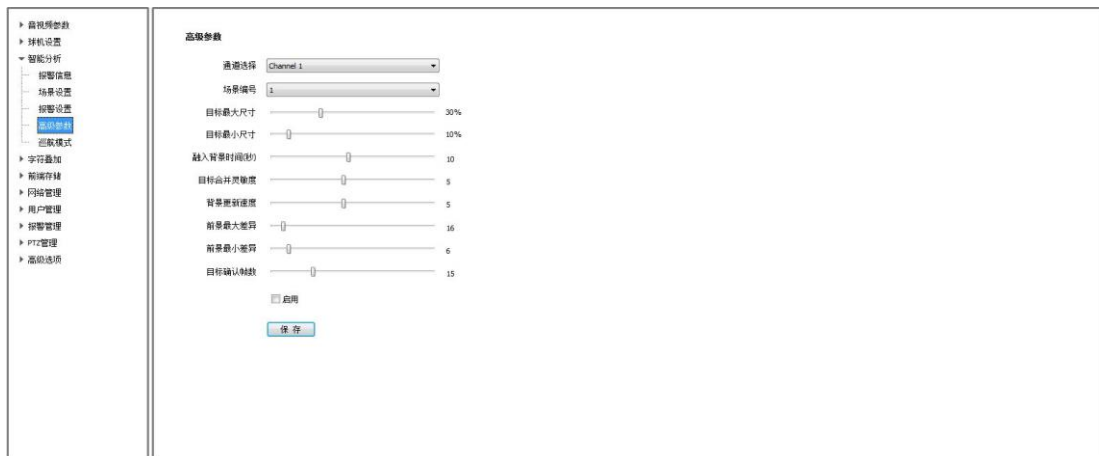 音视频参数
球机设置
智能分析
报警信息
场景设置
报警设置
高级参数
巡航模式
字符叠加
前端存储
网络管理
用户管理
报警管理
PTZ管理
高级选项
高级参数
通道选择 Channel 1
场景编号 1
目标最大尺寸 30%
目标最小尺寸 10%
融入背景时间(秒) 10
目标合并灵敏度 5
背景更新速度 5
前景最大差异 16
前景最小差异 6
目标确认帧数 15
启用
保存